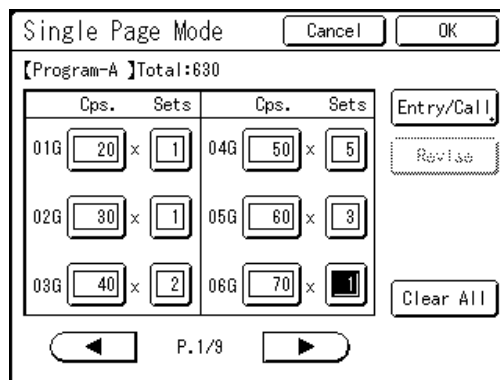 Single Page Mode Cancel OK
【Program-A 】Total:630
Cps. Sets Cps. Sets Entry/Call
01G 20 x 1 04G 50 x 5 Revise
02G 30 x 1 05G 60 x 3
03G 40 x 2 06G 70 x 1 Clear All
P.1/9